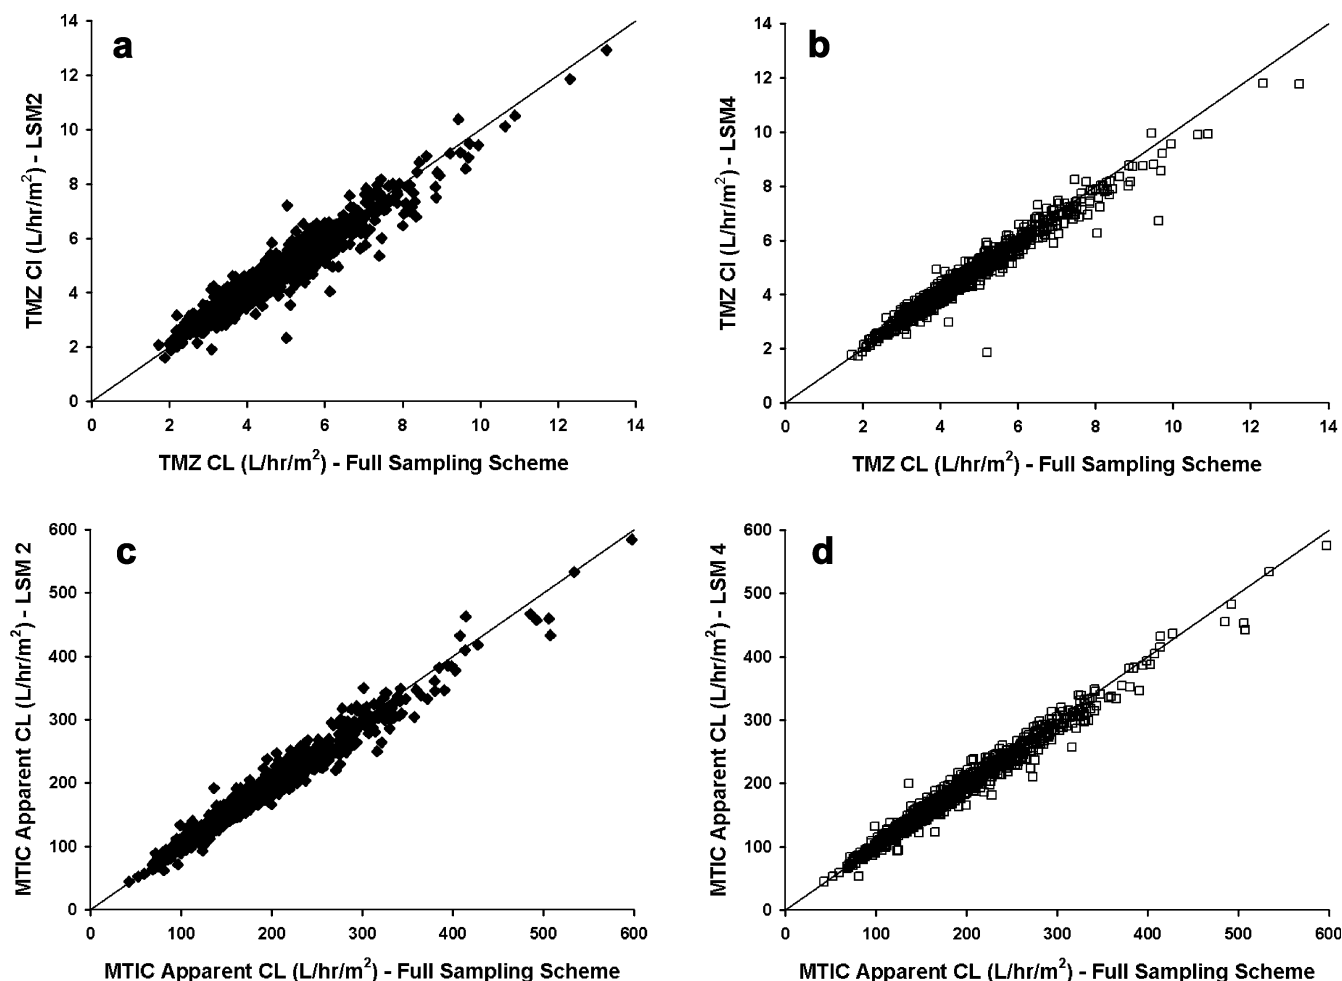 a
TMZ Cl (L/hr/m²) - LSM2
14
12
10
8
6
4
2
0
0 2 4 6 8 10 12 14
TMZ CL (L/hr/m²) - Full Sampling Scheme
b
TMZ Cl (L/hr/m²) - LSM4
14
12
10
8
6
4
2
0
0 2 4 6 8 10 12 14
TMZ CL (L/hr/m²) - Full Sampling Scheme
c
MTIC Apparent CL (L/hr/m²) - LSM 2
600
500
400
300
200
100
0
0 100 200 300 400 500 600
MTIC Apparent CL (L/hr/m²) - Full Sampling Scheme
d
MTIC Apparent CL (L/hr/m²) - LSM 4
600
500
400
300
200
100
0
0 100 200 300 400 500 600
MTIC Apparent CL (L/hr/m²) - Full Sampling Scheme